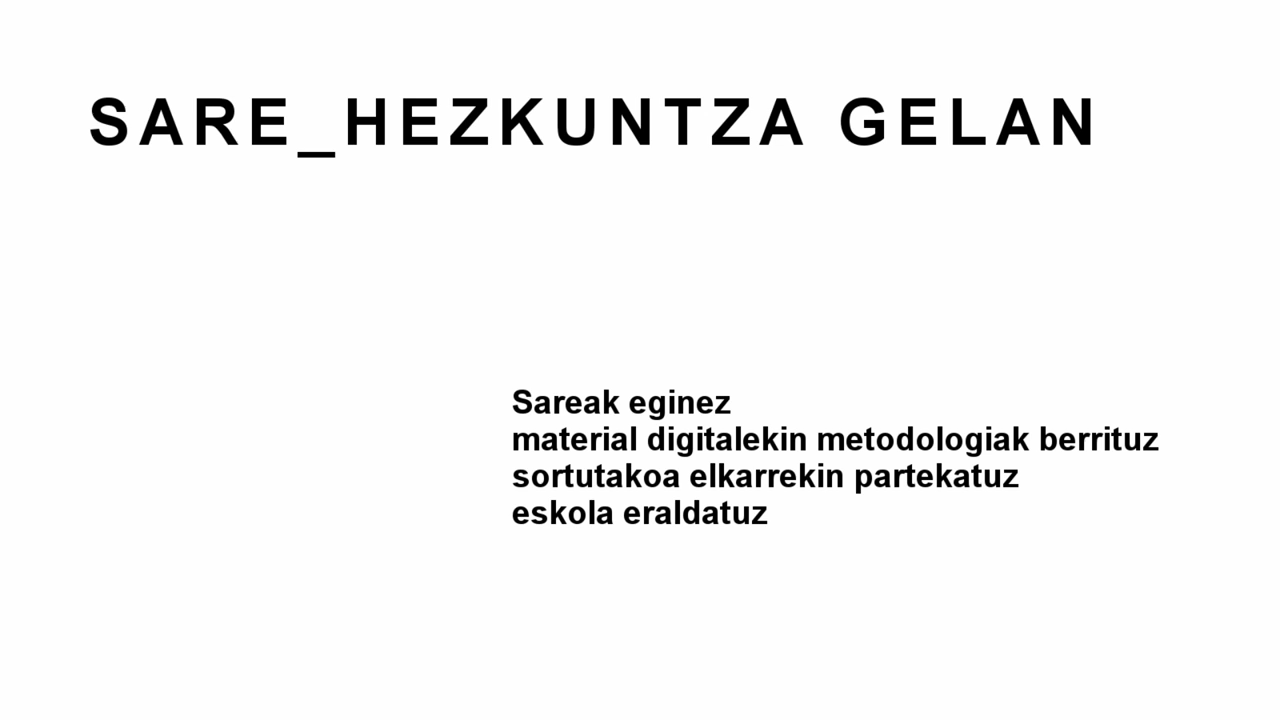 SARE_HEZKUNTZA GELAN
Sareak eginez
material digitalekin metodologiak berrituz
sortutakoa elkarrekin partekatuz
eskola eraldatuz